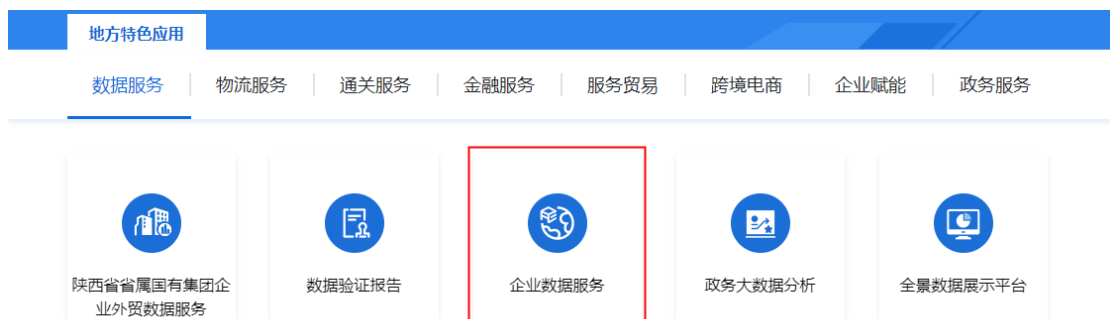 地方特色应用
数据服务 物流服务 通关服务 金融服务 服务贸易 跨境电商 企业赋能 政务服务
陕西省省属国有集团企
业外贸数据服务
数据验证报告
企业数据服务
政务大数据分析
全景数据展示平台